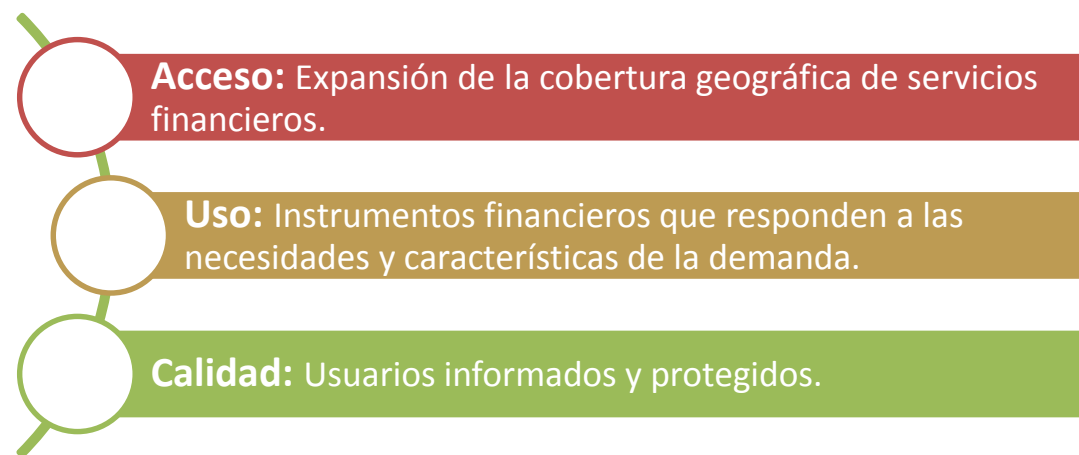 Acceso: Expansión de la cobertura geográfica de servicios
financieros.
Uso: Instrumentos financieros que responden a las
necesidades y características de la demanda.
Calidad: Usuarios informados y protegidos.